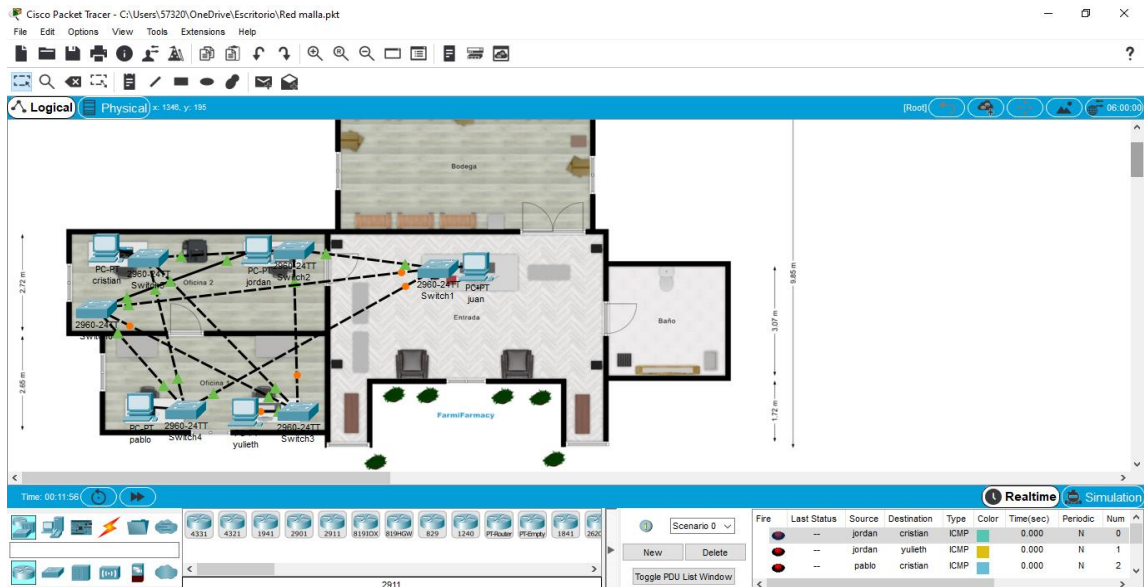 Cisco Packet Tracer - C:\Users\57320\OneDrive\Escritorio\Red malla.pkt
File Edit Options View Tools Extensions Help
?
Logical Physical x: 1346, y: 195 [Root] 06:00:00
Bodega
9.85 m
2.72 m
PC-PT
cristian
2960-24TT
Oficina 2
PC-PT
jordan
2960-24TT
Switch2
2960-24TT
Switch1
PC-PT
juan
2960-24TT
Entrada
Baño
3.07 m
2.65 m
Oficina
PC-PT
pablo
2960-24TT
Switch4
yulieth
2960-24TT
Switch3
1.72 m
FarmiFarmacy
Time: 00:11:56 Realtime Simulation
4331 4321 1941 2901 2911 819IOX 819HGW 829 1240 PT-Router PT-Empty 1841
2911
Scenario 0
New Delete
Toggle PDU List Window
Fire Last Status Source Destination Type Color Time(sec) Periodic Num
-- jordan cristian ICMP 0.000 N 0
-- jordan yulieth ICMP 0.000 N 1
-- pablo cristian ICMP 0.000 N 2